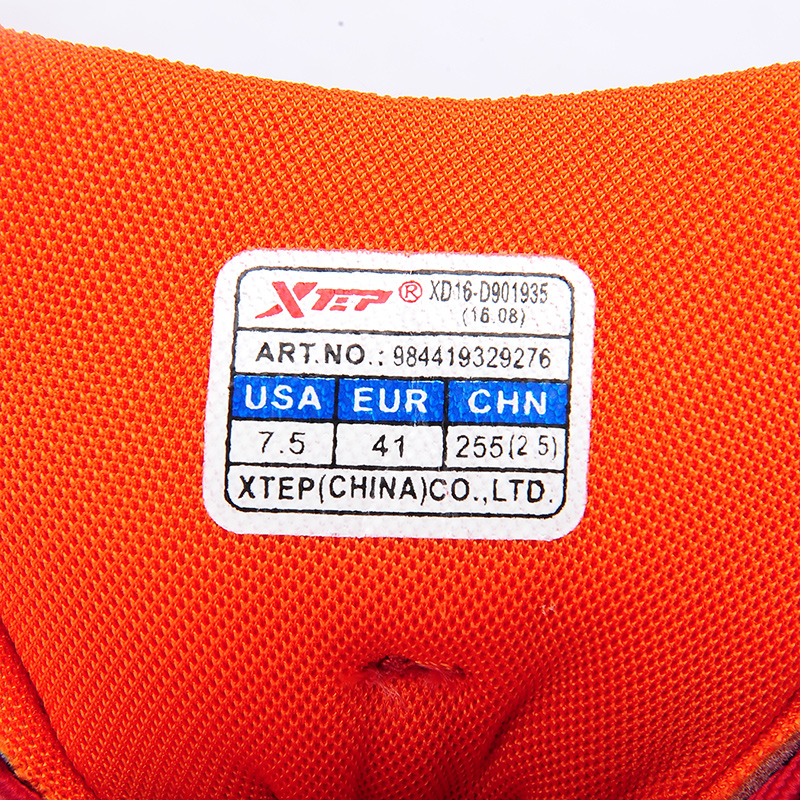 XTEP® XD16-D901935
(16.08)
ART.NO.: 984419329276
USA EUR CHN
7.5 41 255(2.5)
XTEP(CHINA)CO.,LTD.